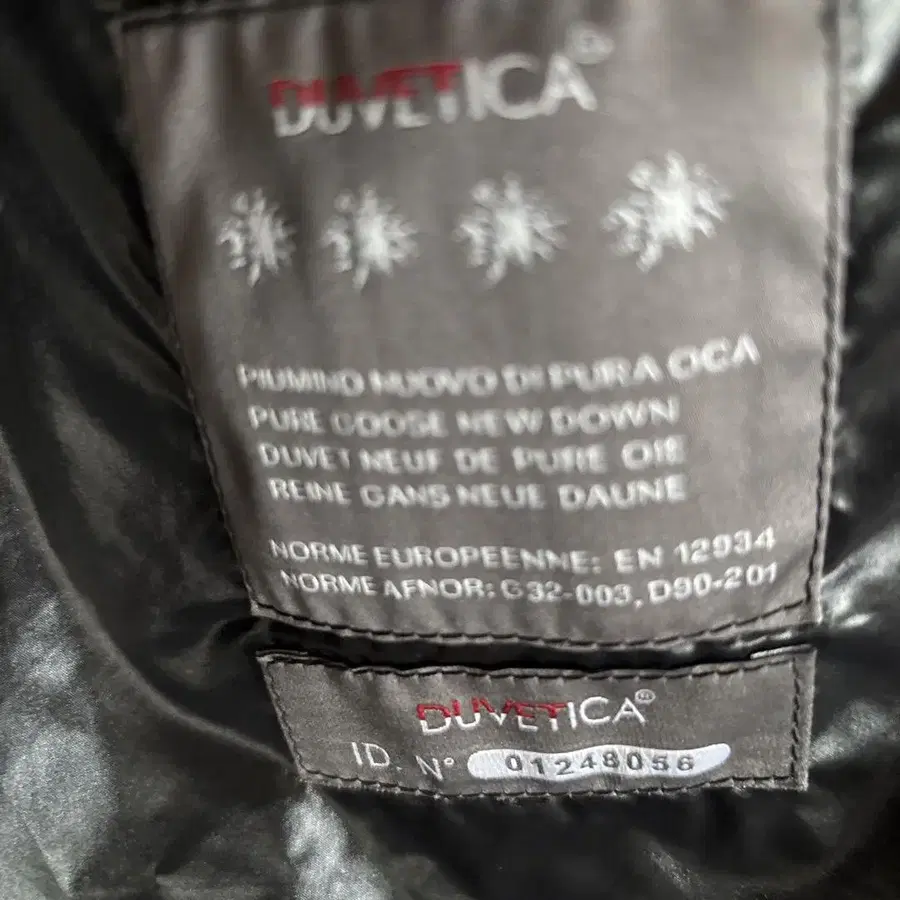 DUVETICA®
PIUMINO NUOVO DI PURA OCA
PURE GOOSE NEW DOWN
DUVET NEUF DE PURE OIE
REINE GANS NEUE DAUNE
NORME EUROPEENNE: EN 12934
NORME AFNOR: G32-003, D90-201
DUVETICA®
ID. N° 01248056